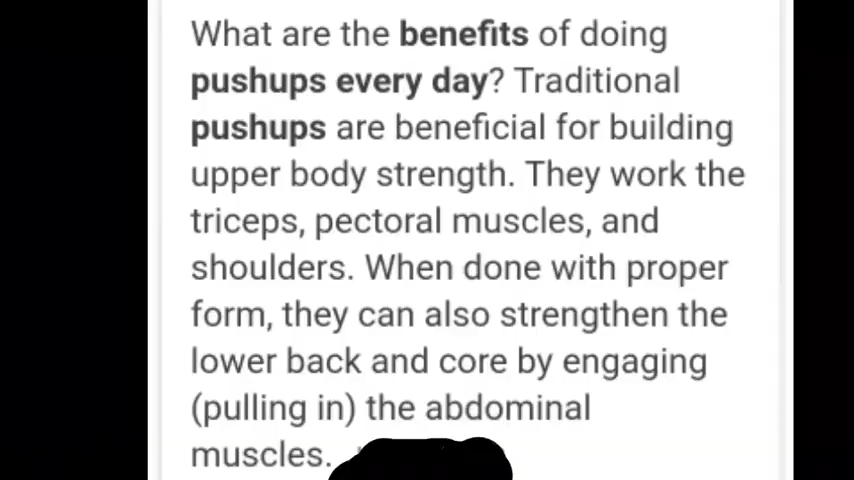 What are the benefits of doing
pushups every day? Traditional
pushups are beneficial for building
upper body strength. They work the
triceps, pectoral muscles, and
shoulders. When done with proper
form, they can also strengthen the
lower back and core by engaging
(pulling in) the abdominal
muscles.